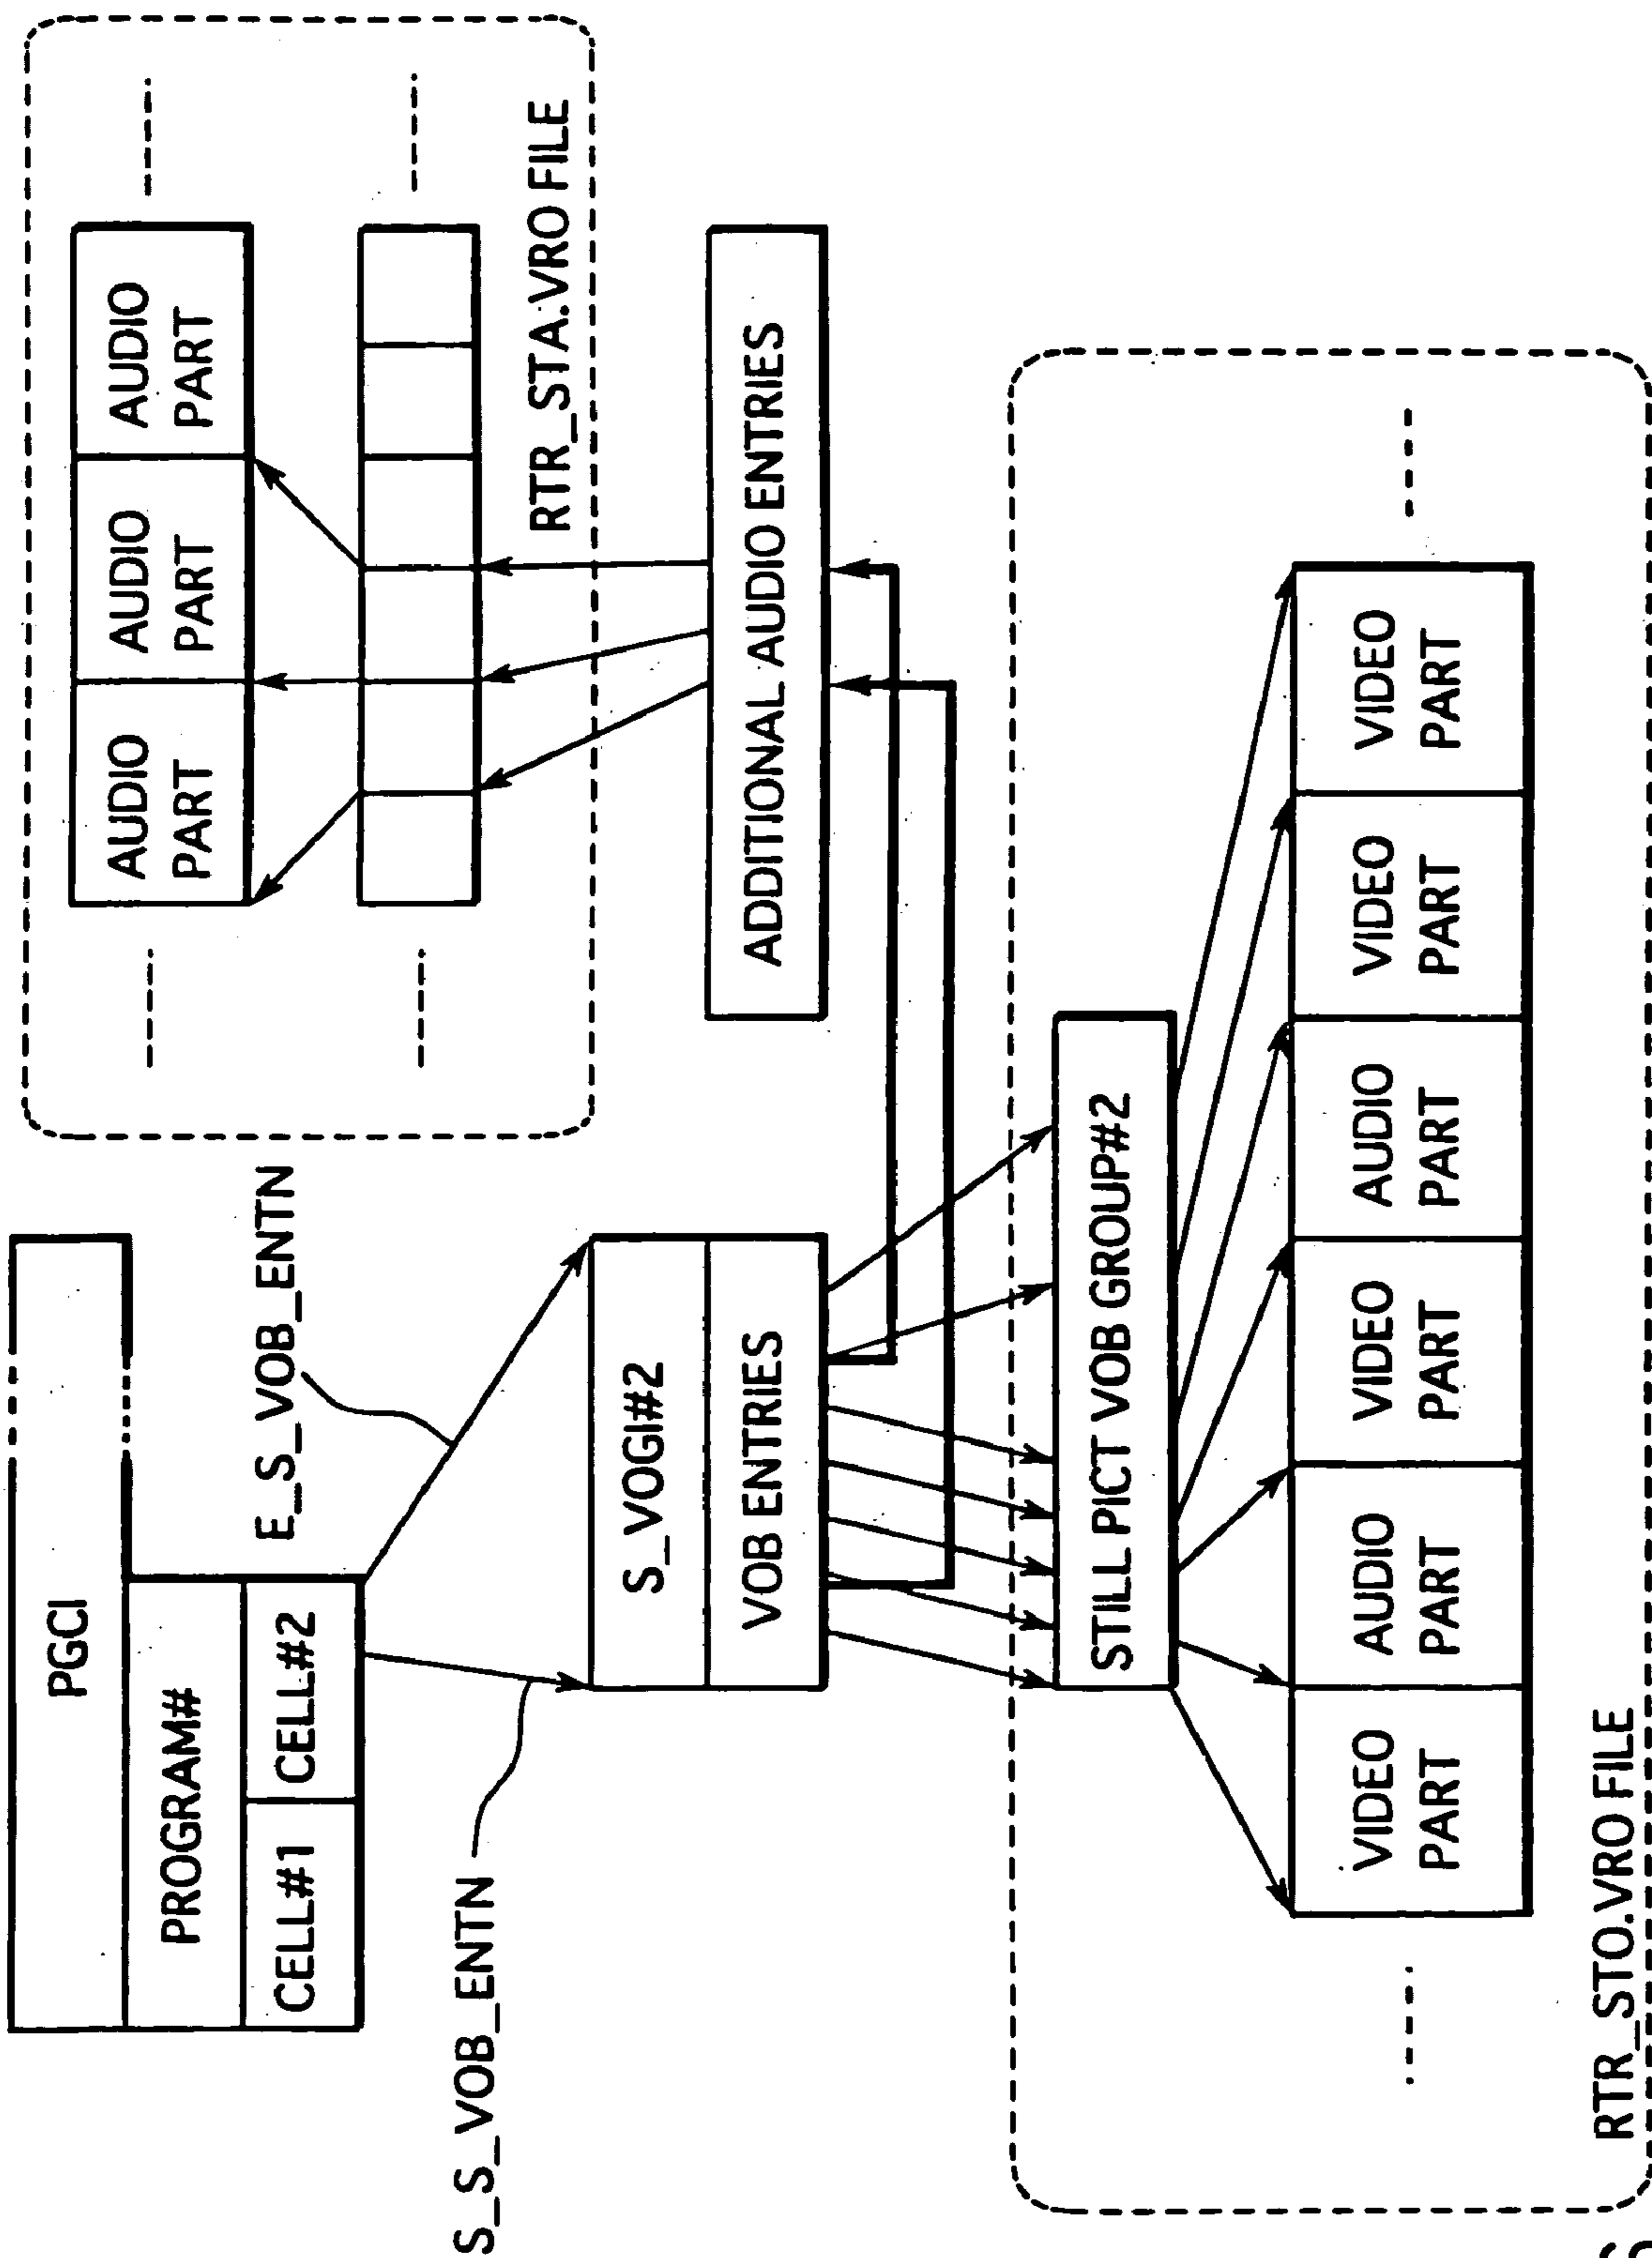 PGCI
PROGRAM#
CELL#1
CELL#2
E_S_VOB_ENTN
S_S_VOB_ENTN
S_VOGI#2
VOB ENTRIES
AUDIO
PART
AUDIO
PART
AUDIO
PART
RTR_STA.VRO FILE
ADDITIONAL AUDIO ENTRIES
STILL PICT VOB GROUP#2
VIDEO
PART
AUDIO
PART
VIDEO
PART
AUDIO
PART
VIDEO
PART
VIDEO
PART
RTR_STO.VRO FILE